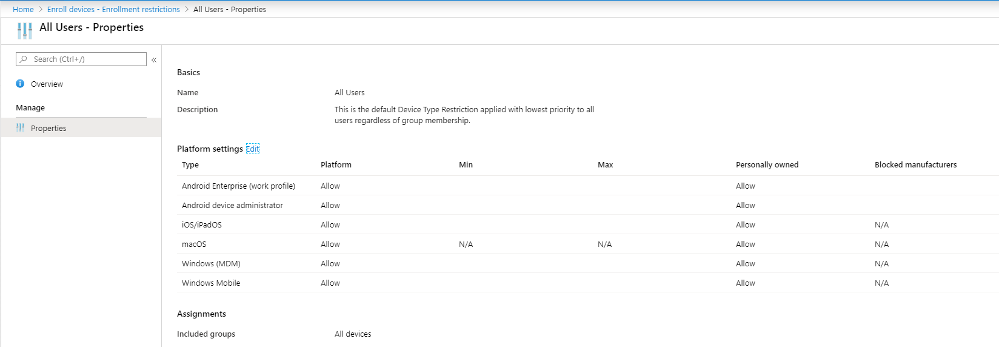 Home > Enroll devices - Enrollment restrictions > All Users - Properties
All Users - Properties
Search (Ctrl+/)
«
Overview
Manage
Properties
Basics
Name All Users
Description This is the default Device Type Restriction applied with lowest priority to all
users regardless of group membership.
Platform settings Edit
Type Platform Min Max Personally owned Blocked manufacturers
Android Enterprise (work profile) Allow Allow
Android device administrator Allow Allow
iOS/iPadOS Allow Allow N/A
macOS Allow N/A N/A Allow N/A
Windows (MDM) Allow Allow N/A
Windows Mobile Allow Allow N/A
Assignments
Included groups All devices